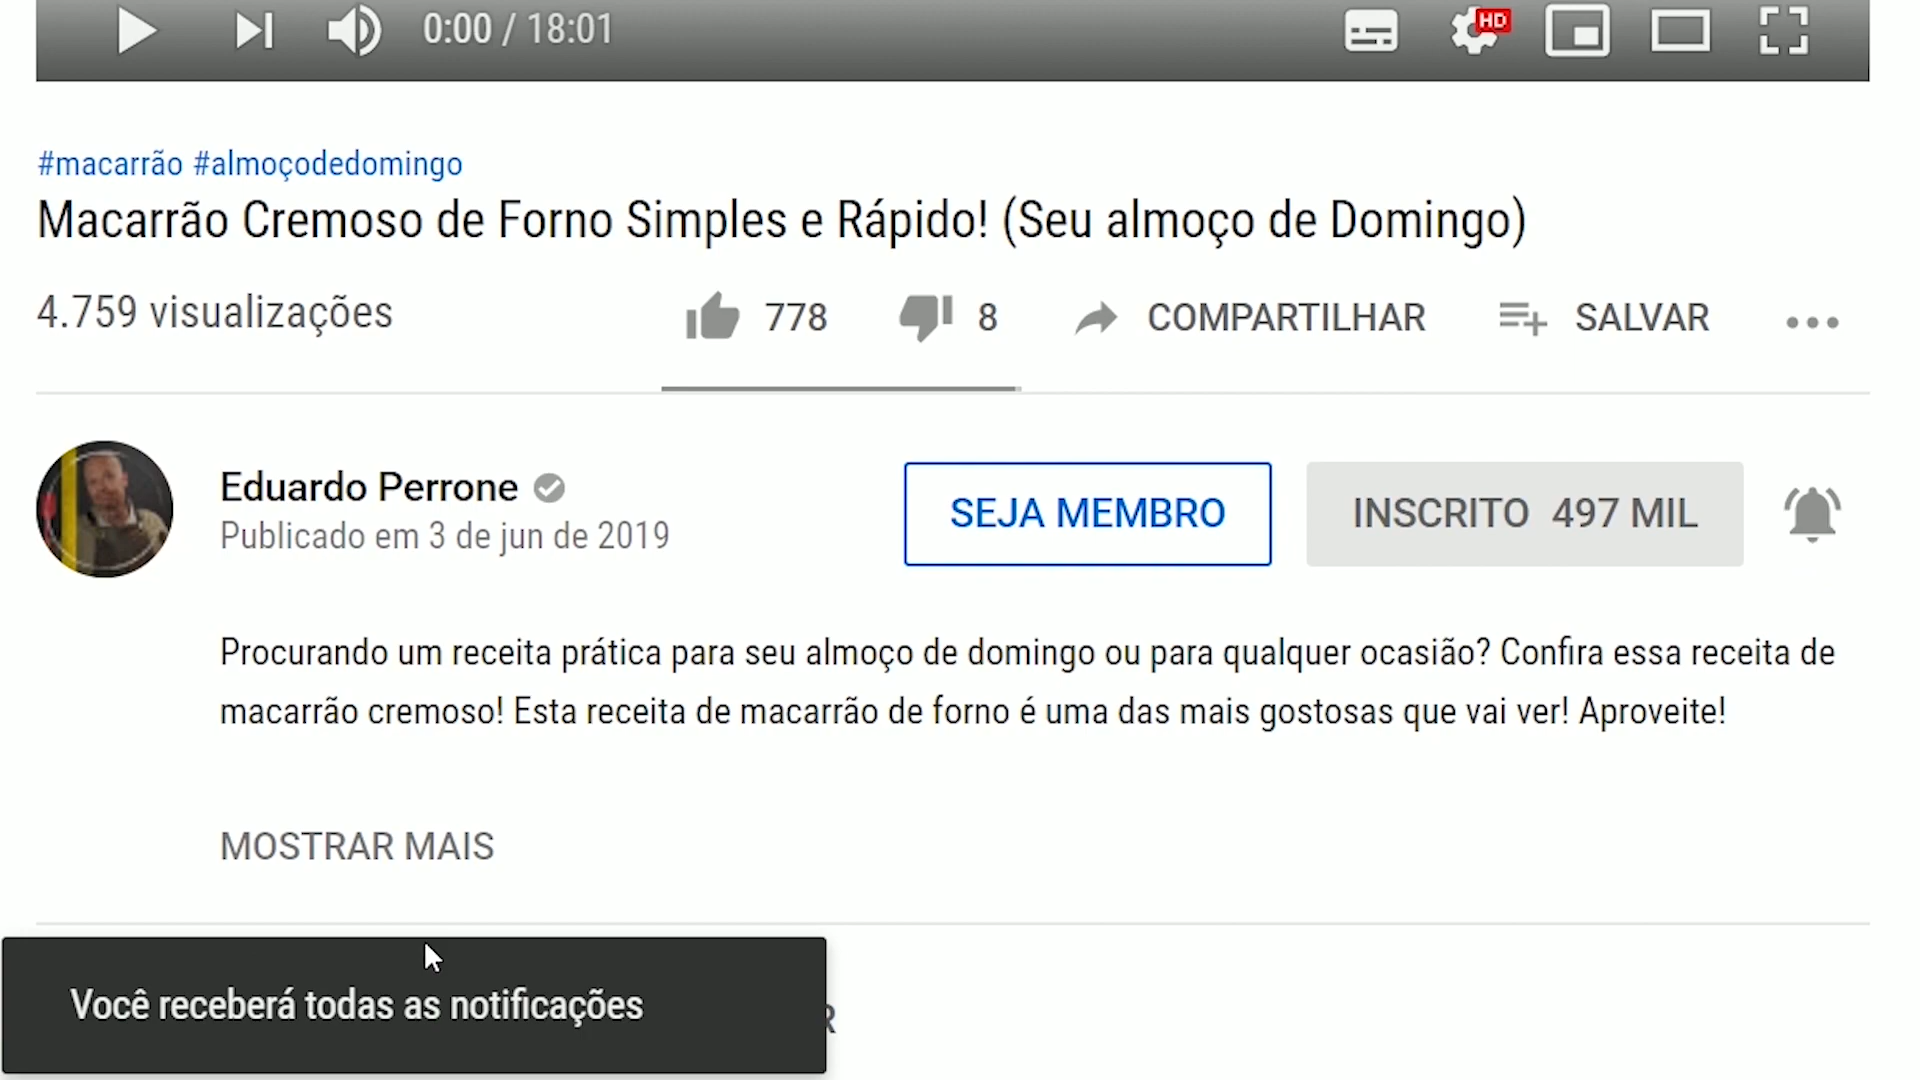 0:00 / 18:01
HD
#macarrão #almoçodedomingo
Macarrão Cremoso de Forno Simples e Rápido! (Seu almoço de Domingo)
4.759 visualizações
778
8
COMPARTILHAR
SALVAR
Eduardo Perrone
Publicado em 3 de jun de 2019
SEJA MEMBRO
INSCRITO 497 MIL
Procurando um receita prática para seu almoço de domingo ou para qualquer ocasião? Confira essa receita de
macarrão cremoso! Esta receita de macarrão de forno é uma das mais gostosas que vai ver! Aproveite!
MOSTRAR MAIS
Você receberá todas as notificações